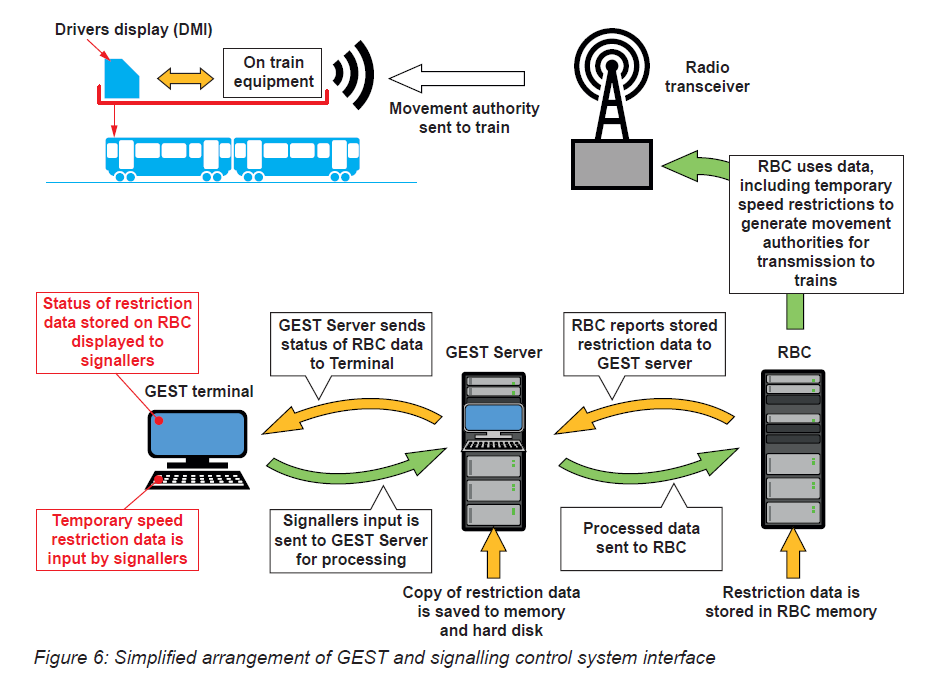 Drivers display (DMI)
On train
equipment
Movement authority
sent to train
Radio
transceiver
RBC uses data,
including temporary
speed restrictions to
generate movement
authorities for
transmission to
trains
Status of restriction
data stored on RBC
displayed to
signallers
GEST terminal
GEST Server sends
status of RBC data
to Terminal
GEST Server
RBC reports stored
restriction data to
GEST server
RBC
Temporary speed
restriction data is
input by signallers
Signallers input is
sent to GEST Server
for processing
Processed data
sent to RBC
Copy of restriction data
is saved to memory
and hard disk
Restriction data is
stored in RBC memory
Figure 6: Simplified arrangement of GEST and signalling control system interface